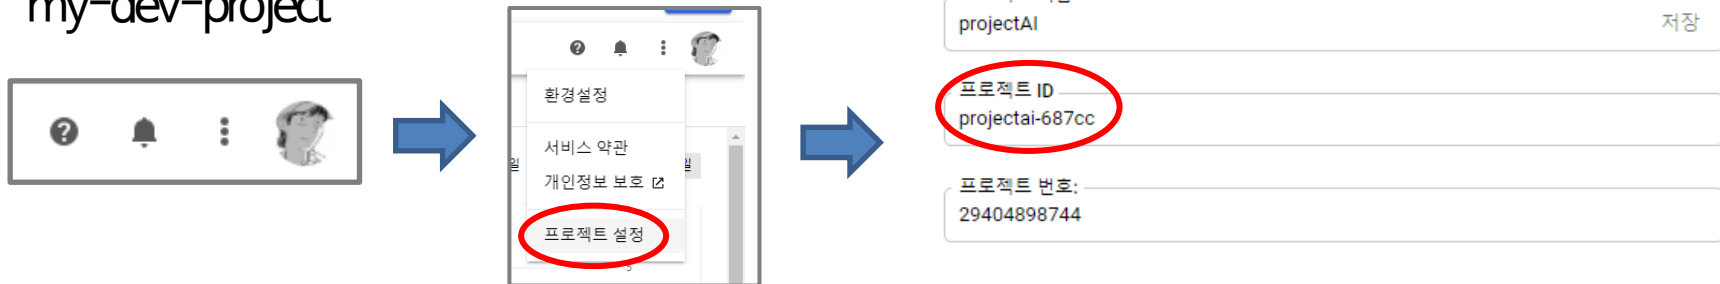 my-dev-project
환경설정
서비스 약관
일
일
개인정보 보호
프로젝트 설정
projectAI
저장
프로젝트 ID
projectai-687cc
프로젝트 번호:
29404898744